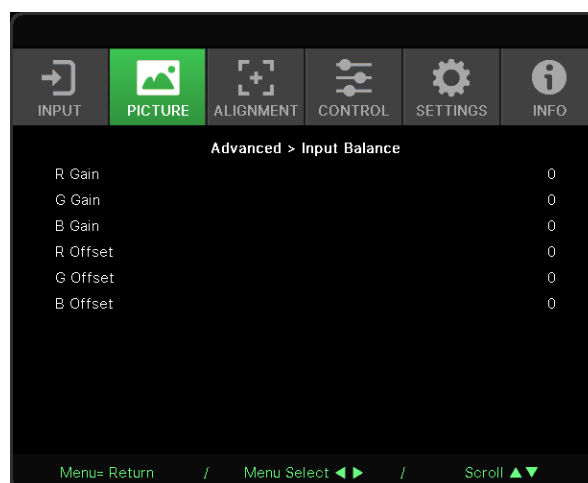 INPUT PICTURE ALIGNMENT CONTROL SETTINGS INFO
Advanced > Input Balance
R Gain 0
G Gain 0
B Gain 0
R Offset 0
G Offset 0
B Offset 0
Menu= Return / Menu Select ◀ ▶ / Scroll ▲▼